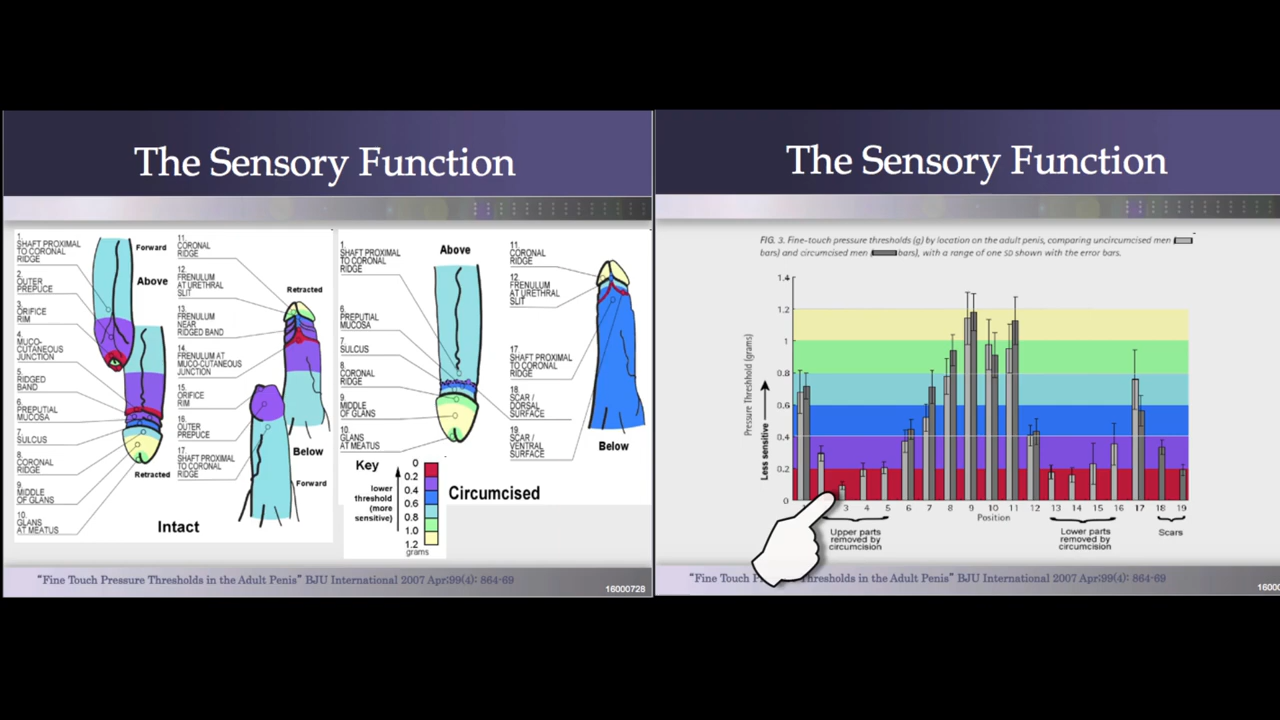 The Sensory Function
1.
SHAFT PROXIMAL
TO CORONAL
RIDGE
2.
OUTER
PREPUCE
3.
ORIFICE
RIM
4.
MUCO-
CUTANEOUS
JUNCTION
5.
RIDGED
BAND
6.
PREPUTIAL
MUCOSA
7.
SULCUS
8.
CORONAL
RIDGE
9.
MIDDLE
OF GLANS
10.
GLANS
AT MEATUS
Forward
Above
Retracted
Intact
11.
CORONAL
RIDGE
12.
FRENULUM
AT URETHRAL
SLIT
13.
FRENULUM
NEAR
RIDGED BAND
14.
FRENULUM AT
MUCO-CUTANEOUS
JUNCTION
15.
ORIFICE
RIM
16.
OUTER
PREPUCE
17.
SHAFT PROXIMAL
TO CORONAL
RIDGE
Retracted
Below
Forward
1.
SHAFT PROXIMAL
TO CORONAL
RIDGE
6.
PREPUTIAL
MUCOSA
7.
SULCUS
8.
CORONAL
RIDGE
9.
MIDDLE
OF GLANS
10.
GLANS
AT MEATUS
Above
11.
CORONAL
RIDGE
12.
FRENULUM
AT URETHRAL
SLIT
17.
SHAFT PROXIMAL
TO CORONAL
RIDGE
18.
SCAR /
DORSAL
SURFACE
19.
SCAR /
VENTRAL
SURFACE
Below
Key
lower
threshold
(more
sensitive)
0
0.2
0.4
0.6
0.8
1.0
1.2
grams
Circumcised
"Fine Touch Pressure Thresholds in the Adult Penis" BJU International 2007 Apr;99(4): 864-69
16000728
The Sensory Function
FIG. 3. Fine-touch pressure thresholds (g) by location on the adult penis, comparing uncircumcised men (
bars) and circumcised men (bars), with a range of one SD shown with the error bars.
Pressure Threshhold (grams)
Less sensitive
1.4
1.2
1
0.8
0.6
0.4
0.2
0
3 4 5 6 7 8 9 10 11 12 13 14 15 16 17 18 19
Position
Upper parts
removed by
circumcision
Lower parts
removed by
circumcision
Scars
"Fine Touch P Thresholds in the Adult Penis" BJU International 2007 Apr;99(4): 864-69
16000